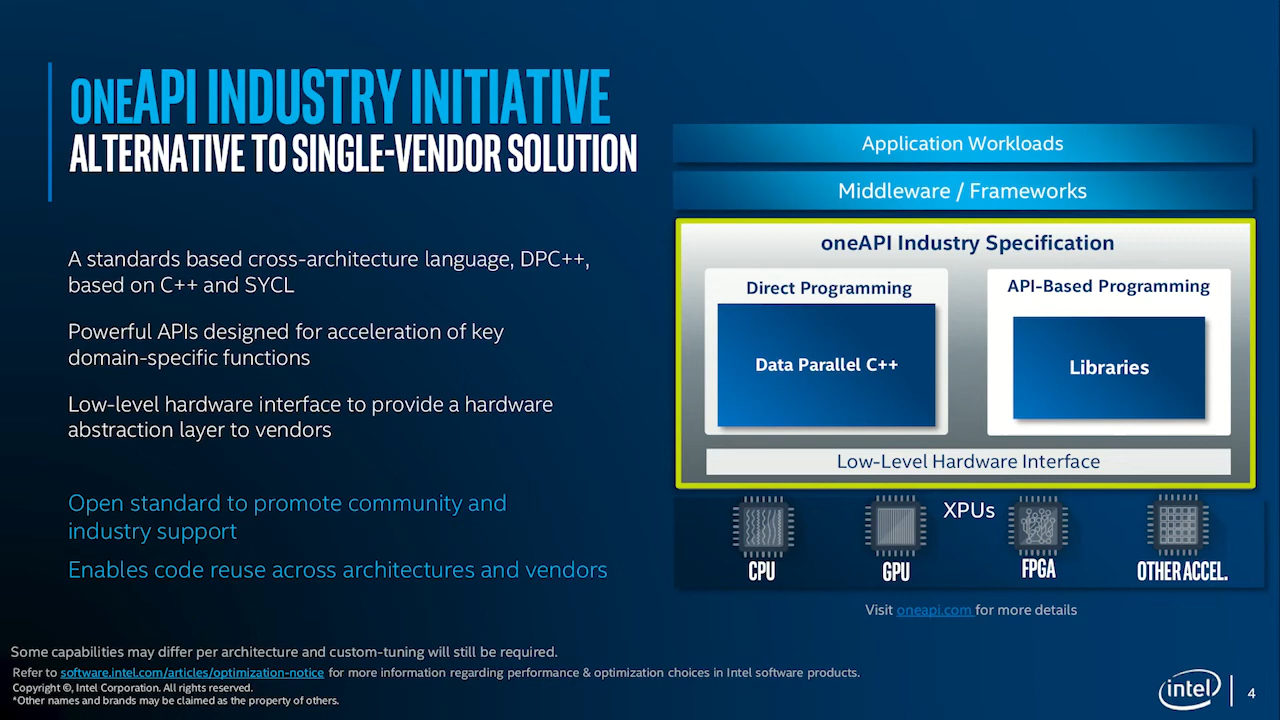 ONEAPI INDUSTRY INITIATIVE
ALTERNATIVE TO SINGLE-VENDOR SOLUTION
A standards based cross-architecture language, DPC++,
based on C++ and SYCL
Powerful APIs designed for acceleration of key
domain-specific functions
Low-level hardware interface to provide a hardware
abstraction layer to vendors
Open standard to promote community and
industry support
Enables code reuse across architectures and vendors
Application Workloads
Middleware / Frameworks
oneAPI Industry Specification
Direct Programming
API-Based Programming
Data Parallel C++
Libraries
Low-Level Hardware Interface
XPUs
CPU
GPU
FPGA
OTHER ACCEL.
Visit oneapi.com for more details
Some capabilities may differ per architecture and custom-tuning will still be required.
Refer to software.intel.com/articles/optimization-notice for more information regarding performance & optimization choices in Intel software products.
Copyright ©, Intel Corporation. All rights reserved.
*Other names and brands may be claimed as the property of others.
intel
4